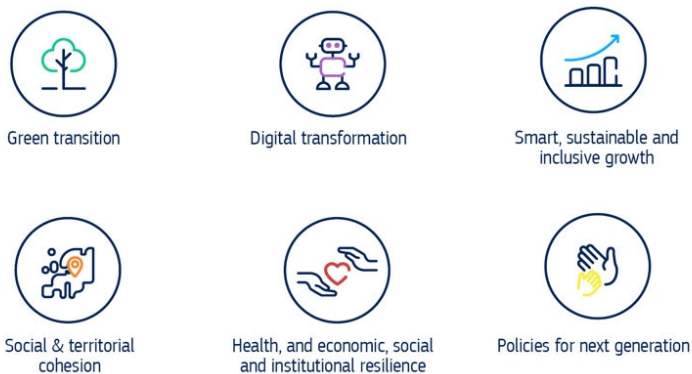 Green transition
Digital transformation
Smart, sustainable and
inclusive growth
Social & territorial
cohesion
Health, and economic, social
and institutional resilience
Policies for next generation